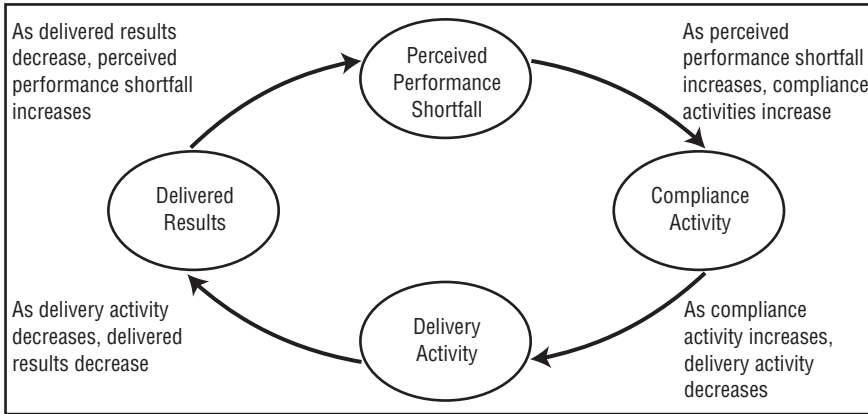 As delivered results
decrease, perceived
performance shortfall
increases
Perceived
Performance
Shortfall
As perceived
performance shortfall
increases, compliance
activities increase
Delivered
Results
Compliance
Activity
As delivery activity
decreases, delivered
results decrease
Delivery
Activity
As compliance
activity increases,
delivery activity
decreases